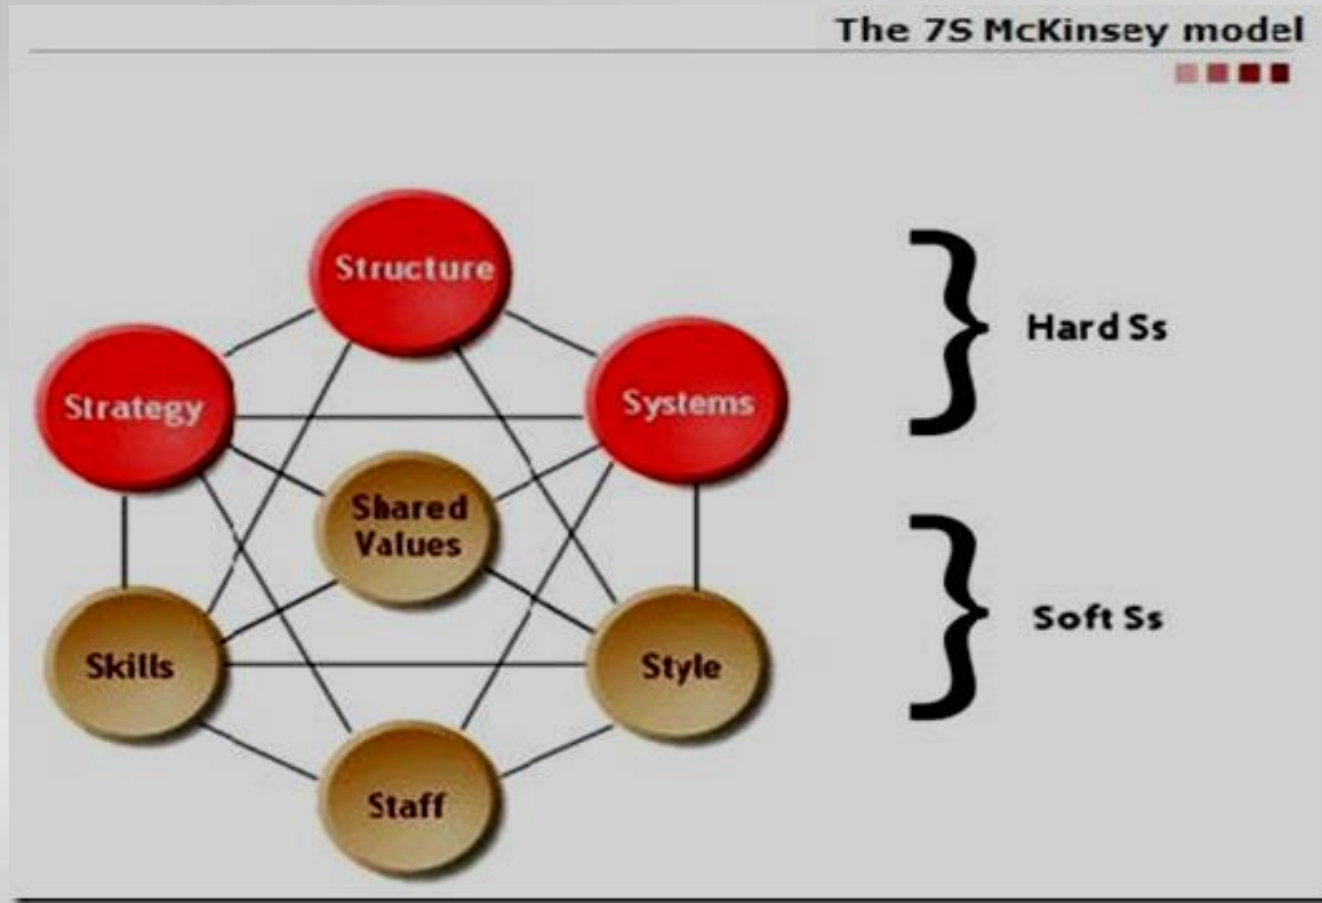 The 7S McKinsey model
Structure
Strategy
Systems
Hard Ss
Shared
Values
Skills
Style
Soft Ss
Staff